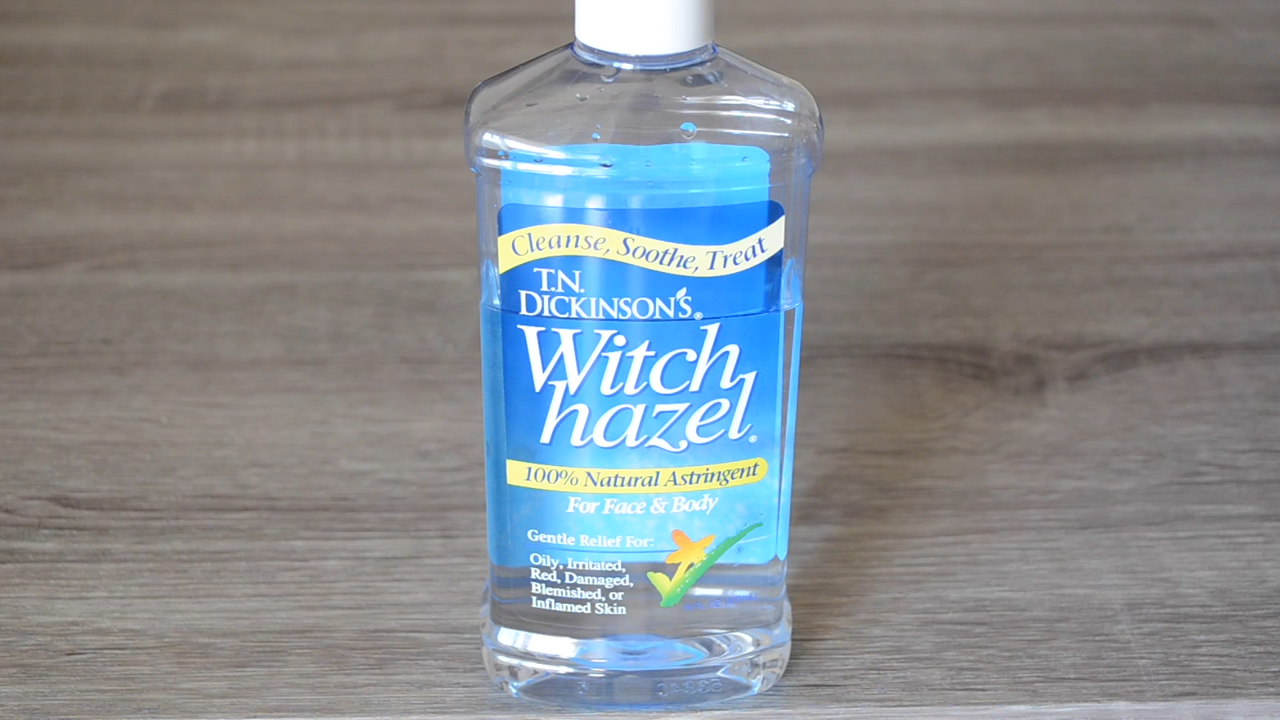 Cleanse, Soothe, Treat
T.N.
DICKINSON'S®
Witch
hazel®
100% Natural Astringent
For Face & Body
Gentle Relief For:
Oily, Irritated,
Red, Damaged,
Blemished, or
Inflamed Skin